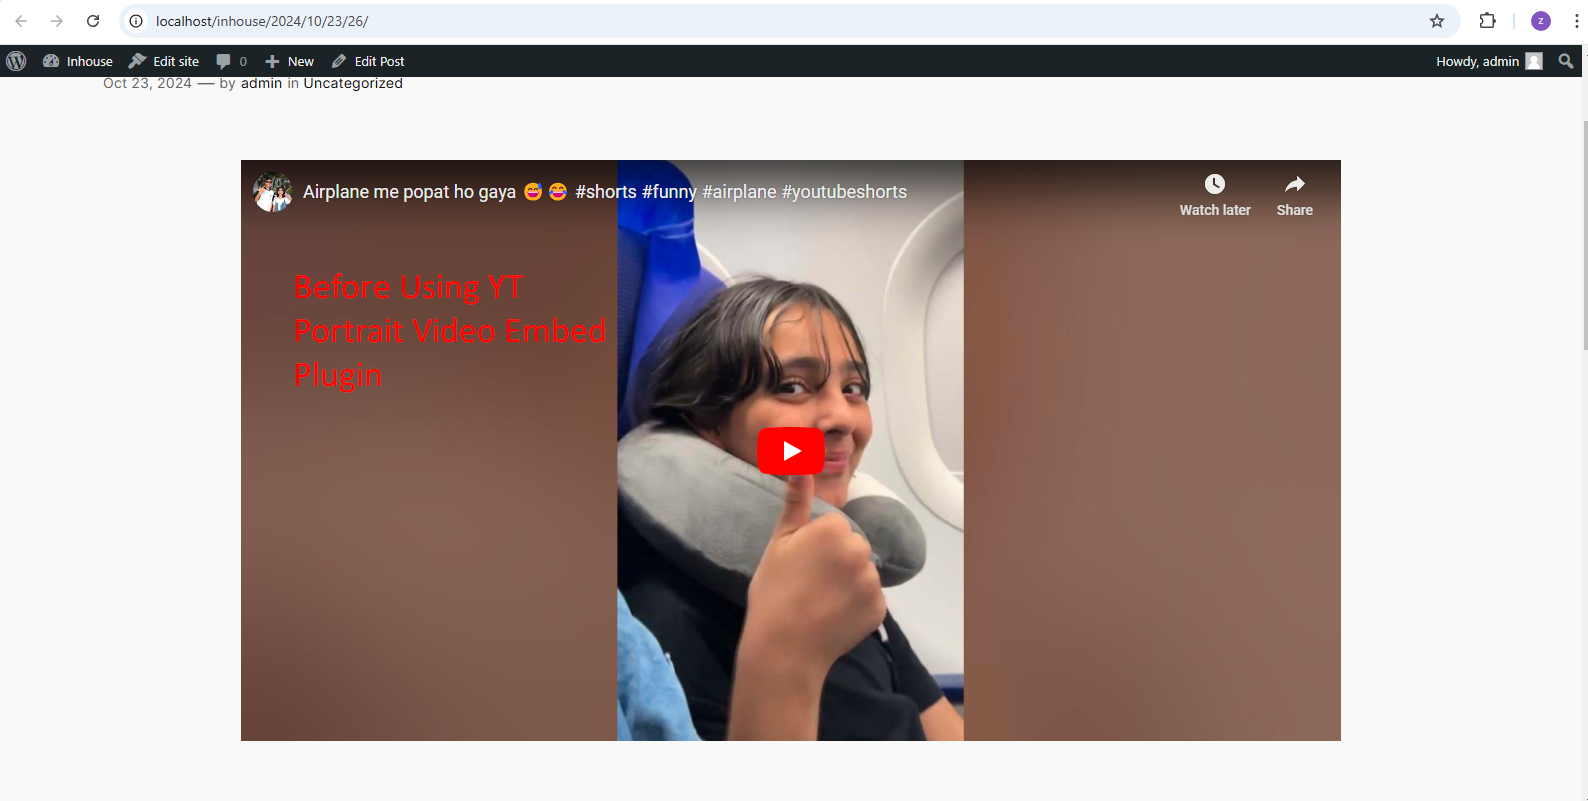 localhost/inhouse/2024/10/23/26/
z
Inhouse Edit site 0 New Edit Post Howdy, admin
Oct 23, 2024 — by admin in Uncategorized
Airplane me popat ho gaya 😅 😂 #shorts #funny #airplane #youtubeshorts
Watch later Share
Before Using YT
Portrait Video Embed
Plugin